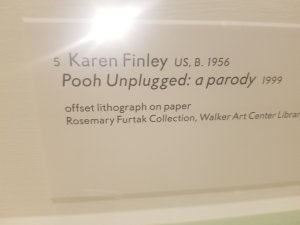 5 Karen Finley US, B. 1956
Pooh Unplugged: a parody 1999
offset lithograph on paper
Rosemary Furtak Collection, Walker Art Center